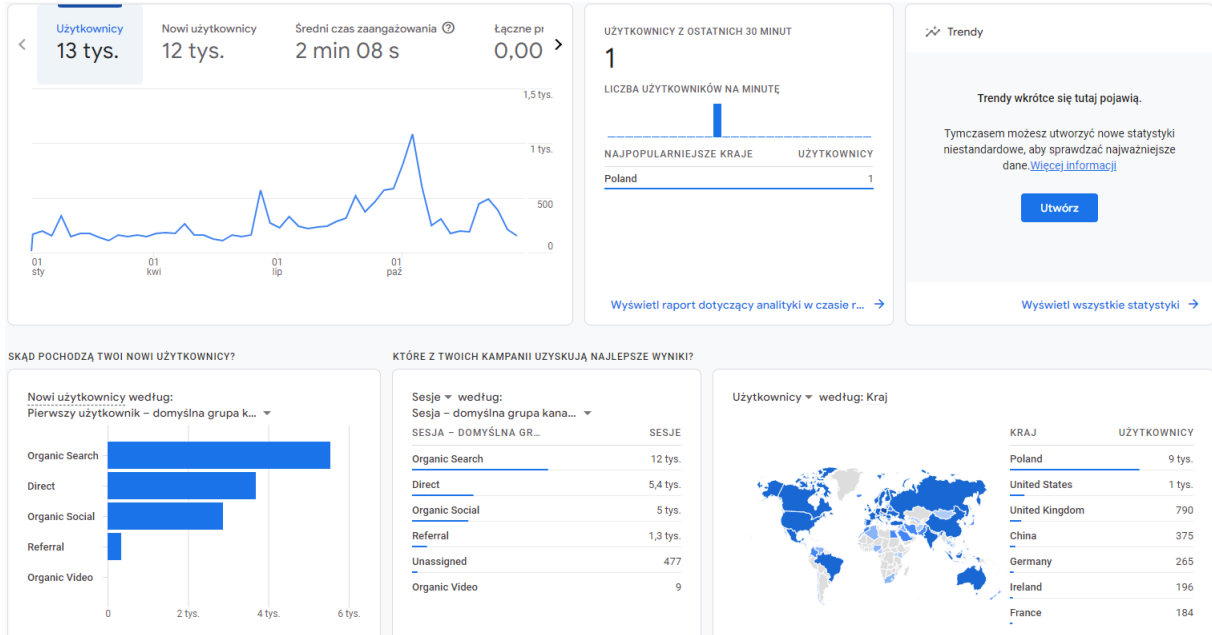 Użytkownicy
13 tys.
Nowi użytkownicy
12 tys.
Średni czas zaangażowania
2 min 08 s
Łączne pr
0,00
1,5 tys.
1 tys.
500
0
01
sty
01
kwi
01
lip
01
paź
UŻYTKOWNICY Z OSTATNICH 30 MINUT
1
LICZBA UŻYTKOWNIKÓW NA MINUTĘ
NAJPOPULARNIEJSZE KRAJE UŻYTKOWNICY
Poland 1
Wyświetl raport dotyczący analityki w czasie r...
Trendy
Trendy wkrótce się tutaj pojawią.
Tymczasem możesz utworzyć nowe statystyki
niestandardowe, aby sprawdzać najważniejsze
dane.Więcej informacji
Utwórz
Wyświetl wszystkie statystyki
SKĄD POCHODZĄ TWOI NOWI UŻYTKOWNICY?
Nowi użytkownicy według:
Pierwszy użytkownik – domyślna grupa k...
Organic Search
Direct
Organic Social
Referral
Organic Video
0 2 tys. 4 tys. 6 tys.
KTÓRE Z TWOICH KAMPANII UZYSKUJĄ NAJLEPSZE WYNIKI?
Sesje według:
Sesja – domyślna grupa kana...
SESJA – DOMYŚLNA GR... SESJE
Organic Search 12 tys.
Direct 5,4 tys.
Organic Social 5 tys.
Referral 1,3 tys.
Unassigned 477
Organic Video 9
Użytkownicy według: Kraj
KRAJ UŻYTKOWNICY
Poland 9 tys.
United States 1 tys.
United Kingdom 790
China 375
Germany 265
Ireland 196
France 184